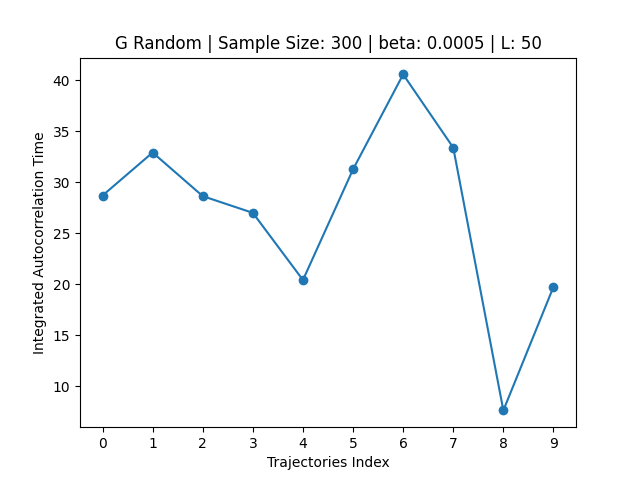 G Random | Sample Size: 300 | beta: 0.0005 | L: 50
Integrated Autocorrelation Time
40
35
30
25
20
15
10
0 1 2 3 4 5 6 7 8 9
Trajectories Index